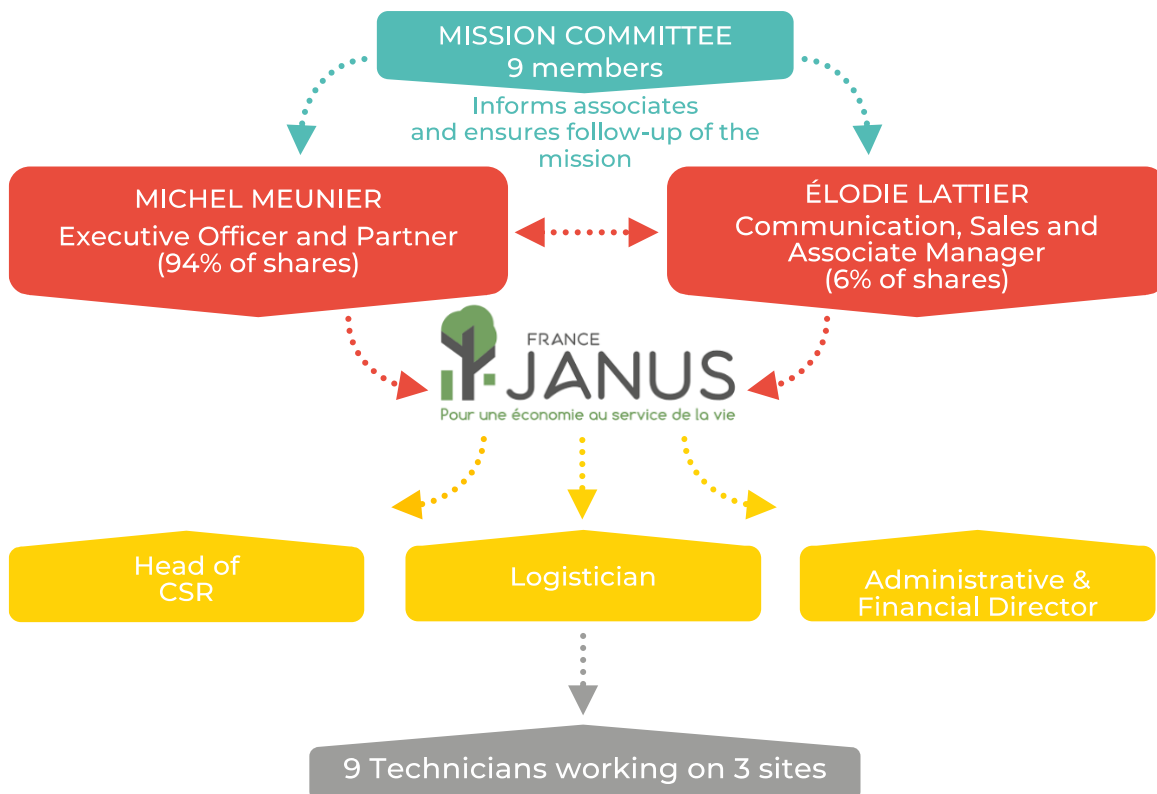 MISSION COMMITTEE
9 members
Informs associates
and ensures follow-up of the
mission
MICHEL MEUNIER
Executive Officer and Partner
(94% of shares)
ÉLODIE LATTIER
Communication, Sales and
Associate Manager
(6% of shares)
FRANCE
JANUS
Pour une économie au service de la vie
Head of
CSR
Logistician
Administrative &
Financial Director
9 Technicians working on 3 sites